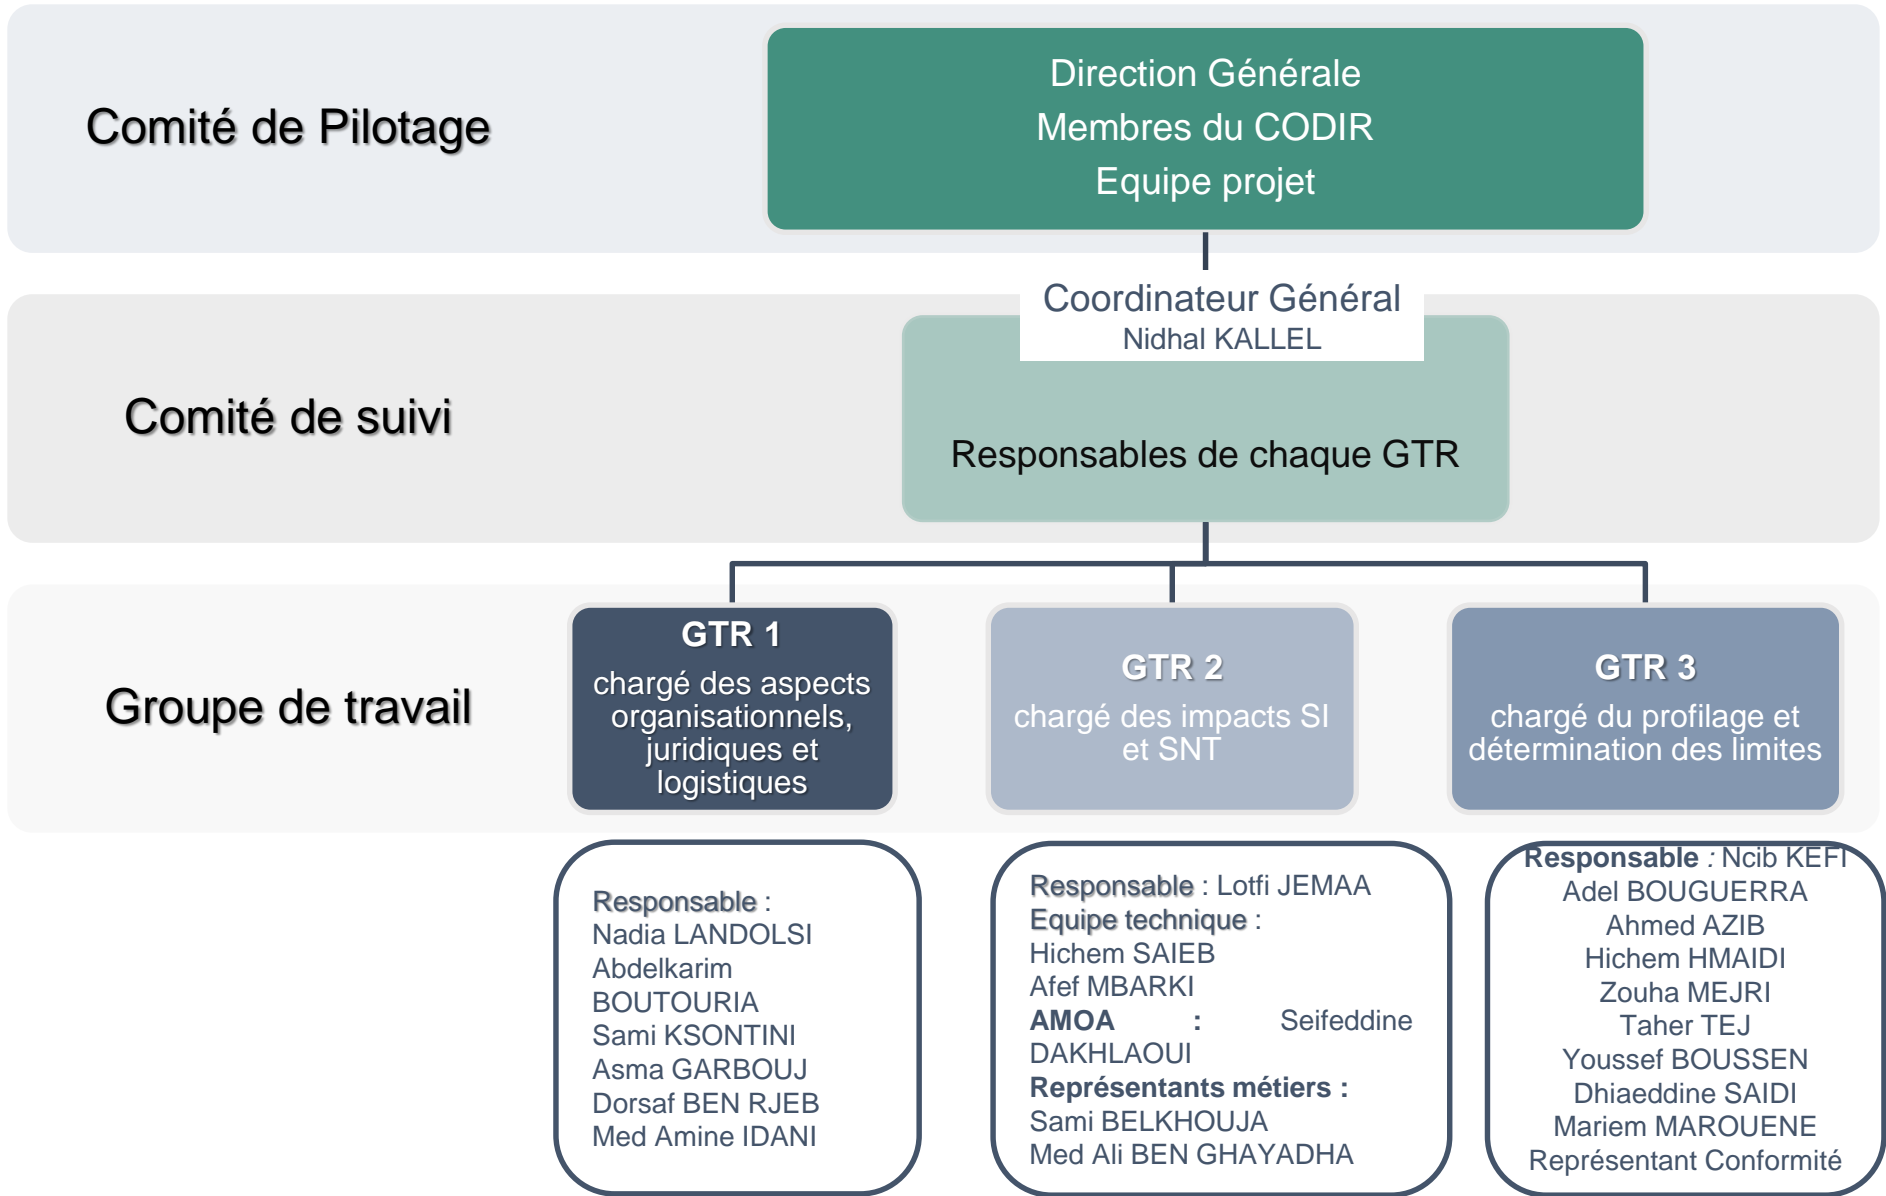 Comité de Pilotage
Direction Générale
Membres du CODIR
Equipe projet
Coordinateur Général
Nidhal KALLEL
Comité de suivi
Responsables de chaque GTR
Groupe de travail
GTR 1
chargé des aspects
organisationnels,
juridiques et
logistiques
GTR 2
chargé des impacts SI
et SNT
GTR 3
chargé du profilage et
détermination des limites
Responsable :
Nadia LANDOLSI
Abdelkarim
BOUTOURIA
Sami KSONTINI
Asma GARBOUJ
Dorsaf BEN RJEB
Med Amine IDANI
Responsable : Lotfi JEMAA
Equipe technique :
Hichem SAIEB
Afef MBARKI
AMOA : Seifeddine
DAKHLAOUI
Représentants métiers :
Sami BELKHOUJA
Med Ali BEN GHAYADHA
Responsable : Ncib KEFI
Adel BOUGUERRA
Ahmed AZIB
Hichem HMAIDI
Zouha MEJRI
Taher TEJ
Youssef BOUSSEN
Dhiaeddine SAIDI
Mariem MAROUENE
Représentant Conformité